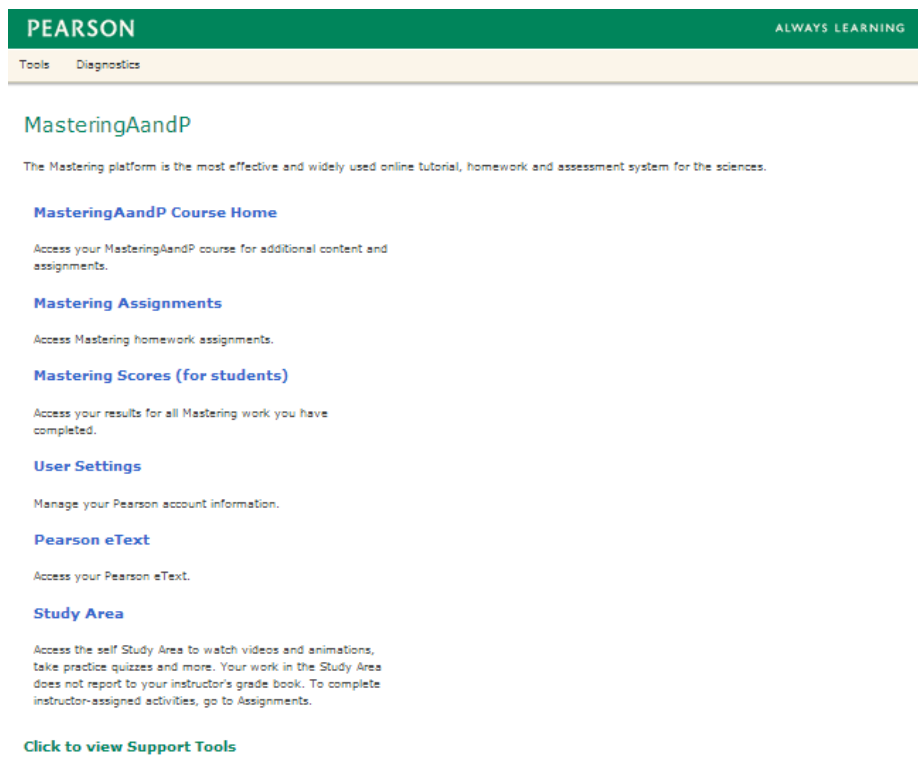 PEARSON
ALWAYS LEARNING
Tools Diagnostics
MasteringAandP
The Mastering platform is the most effective and widely used online tutorial, homework and assessment system for the sciences.
MasteringAandP Course Home
Access your MasteringAandP course for additional content and
assignments.
Mastering Assignments
Access Mastering homework assignments.
Mastering Scores (for students)
Access your results for all Mastering work you have
completed.
User Settings
Manage your Pearson account information.
Pearson eText
Access your Pearson eText.
Study Area
Access the self Study Area to watch videos and animations,
take practice quizzes and more. Your work in the Study Area
does not report to your instructor's grade book. To complete
instructor-assigned activities, go to Assignments.
Click to view Support Tools